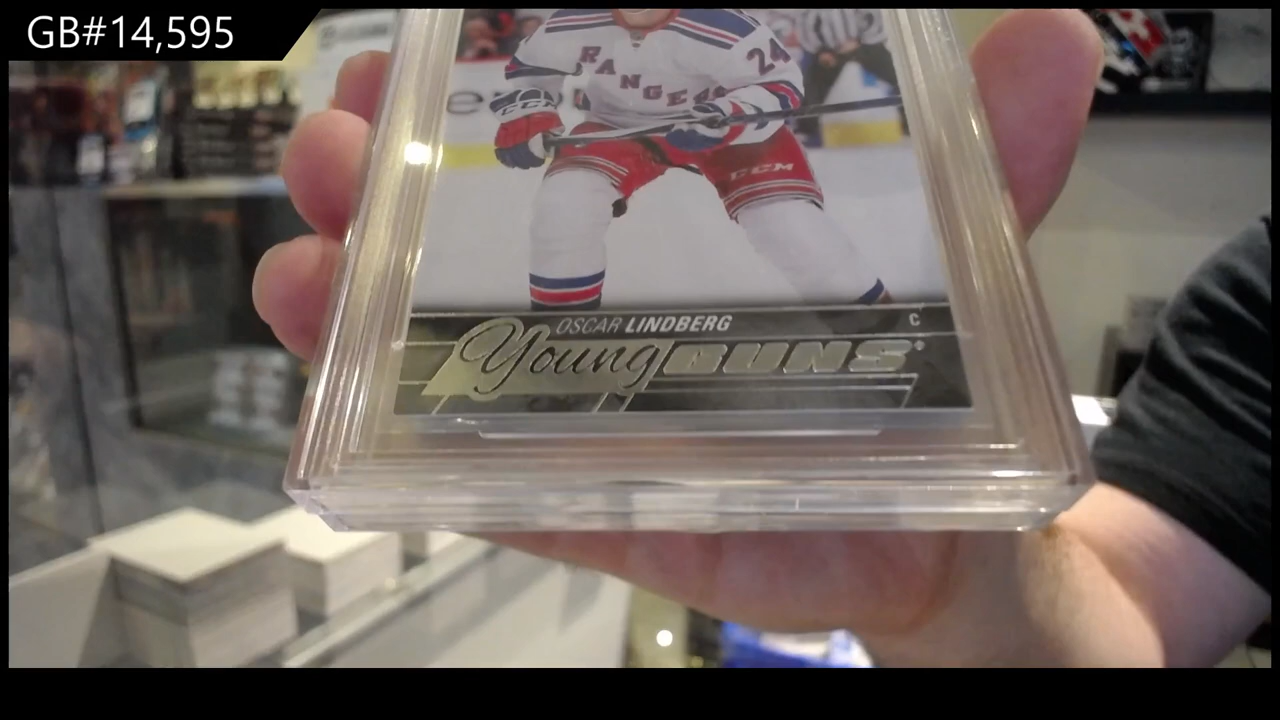 GB#14,595
24
RANGERS
CCM
CCM
OSCAR LINDBERG
C
Young GUNS